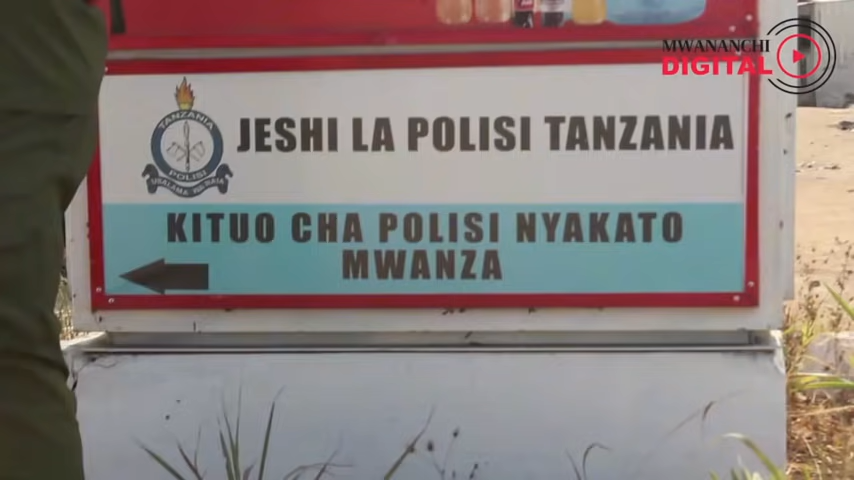 MWANANCHI
DIGITAL
TANZANIA
POLISI
JESHI LA POLISI TANZANIA
KITUO CHA POLISI NYAKATO
MWANZA